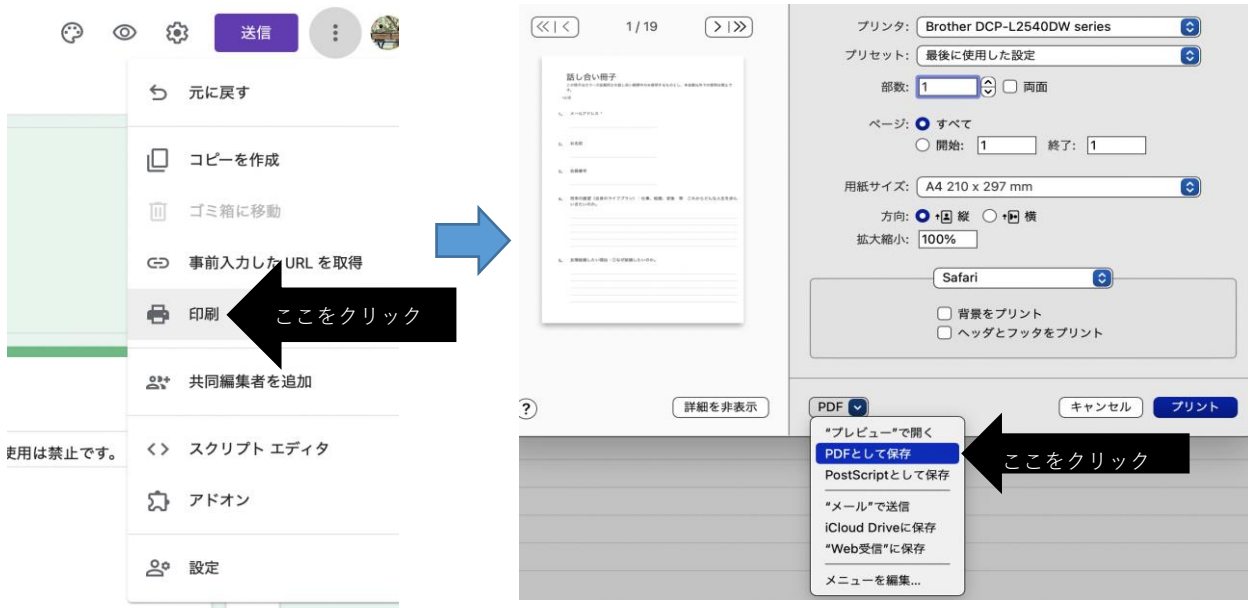 送信
元に戻す
コピーを作成
ゴミ箱に移動
事前入力した URL を取得
印刷
ここをクリック
共同編集者を追加
使用は禁止です。
スクリプト エディタ
アドオン
設定
1 / 19
話し合い冊子
メールアドレス *
お名前
プリンタ: Brother DCP-L2540DW series
プリセット: 最後に使用した設定
部数: 1 両面
ページ: すべて
開始: 1 終了: 1
用紙サイズ: A4 210 x 297 mm
方向: 縦 横
拡大縮小: 100%
Safari
背景をプリント
ヘッダとフッタをプリント
? 詳細を非表示 PDF キャンセル プリント
“プレビュー”で開く
PDFとして保存
ここをクリック
PostScriptとして保存
“メール”で送信
iCloud Driveに保存
“Web受信”に保存
メニューを編集...